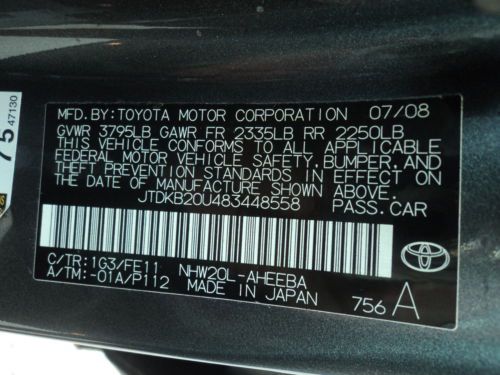 MFD.BY:TOYOTA MOTOR CORPORATION 07/08
GVWR 3795LB GAWR FR 2335LB RR 2250LB
THIS VEHICLE CONFORMS TO ALL APPLICABLE
FEDERAL MOTOR VEHICLE SAFETY, BUMPER, AND
THEFT PREVENTION STANDARDS IN EFFECT ON
THE DATE OF MANUFACTURE SHOWN ABOVE.
JTDKB20U483448558 PASS.CAR
C/TR:1G3/FE11 NHW20L-AHEEBA
A/TM:-01A/P112 MADE IN JAPAN
756 A
75 47130